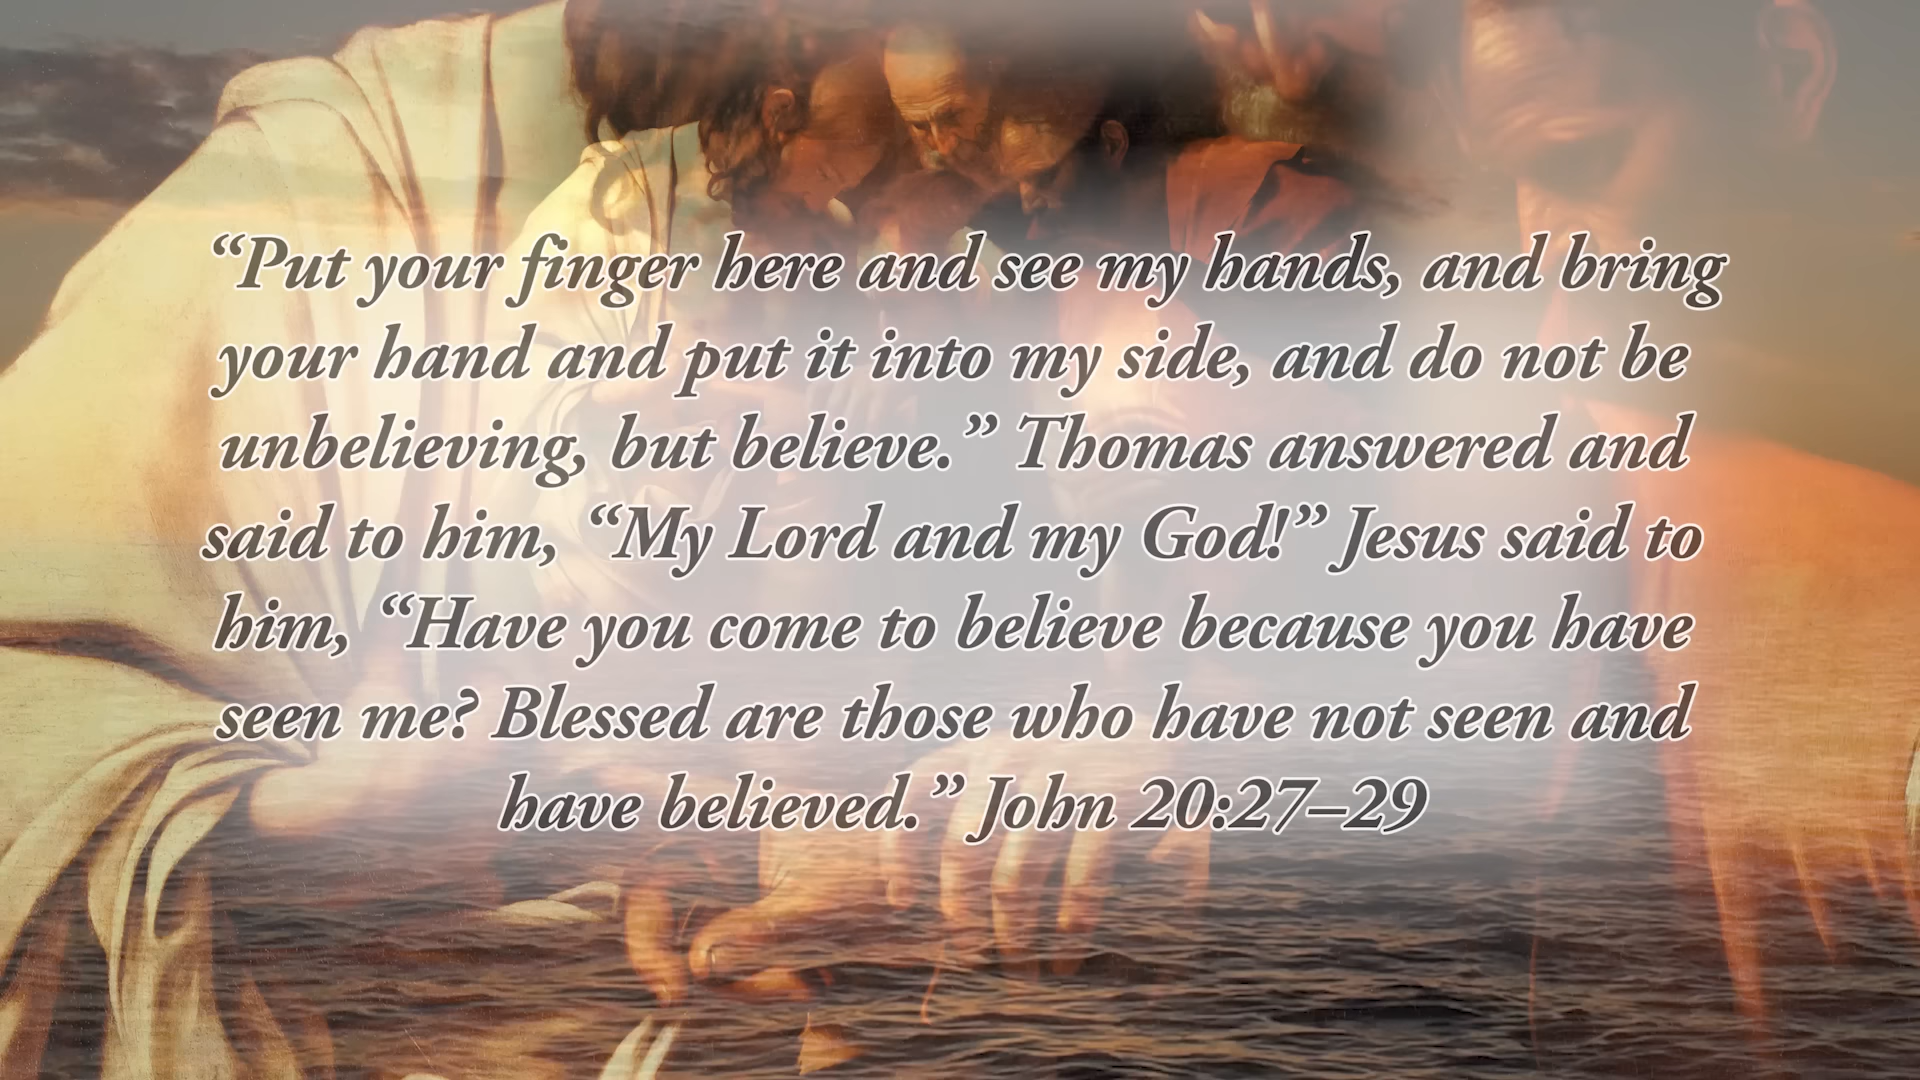 “Put your finger here and see my hands, and bring
your hand and put it into my side, and do not be
unbelieving, but believe.” Thomas answered and
said to him, “My Lord and my God!” Jesus said to
him, “Have you come to believe because you have
seen me? Blessed are those who have not seen and
have believed.” John 20:27–29